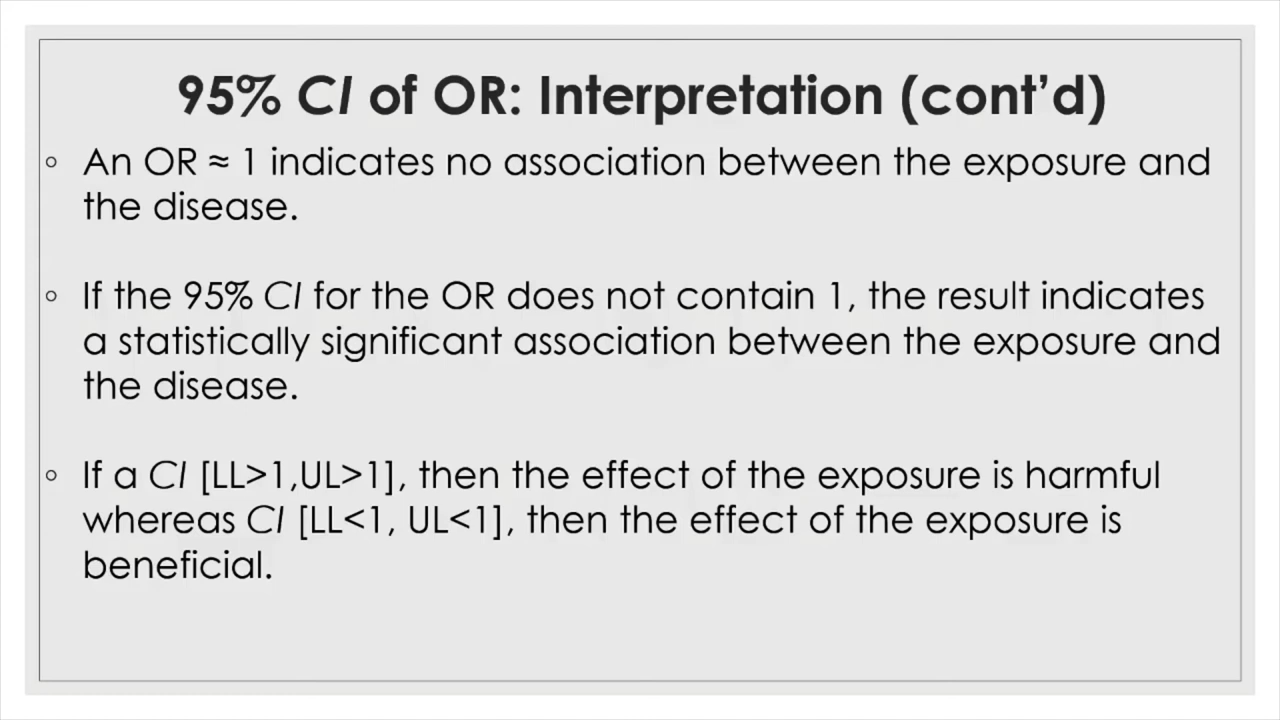 95% CI of OR: Interpretation (cont’d)
◦ An OR ≈ 1 indicates no association between the exposure and
the disease.
◦ If the 95% CI for the OR does not contain 1, the result indicates
a statistically significant association between the exposure and
the disease.
◦ If a CI [LL>1,UL>1], then the effect of the exposure is harmful
whereas CI [LL<1, UL<1], then the effect of the exposure is
beneficial.